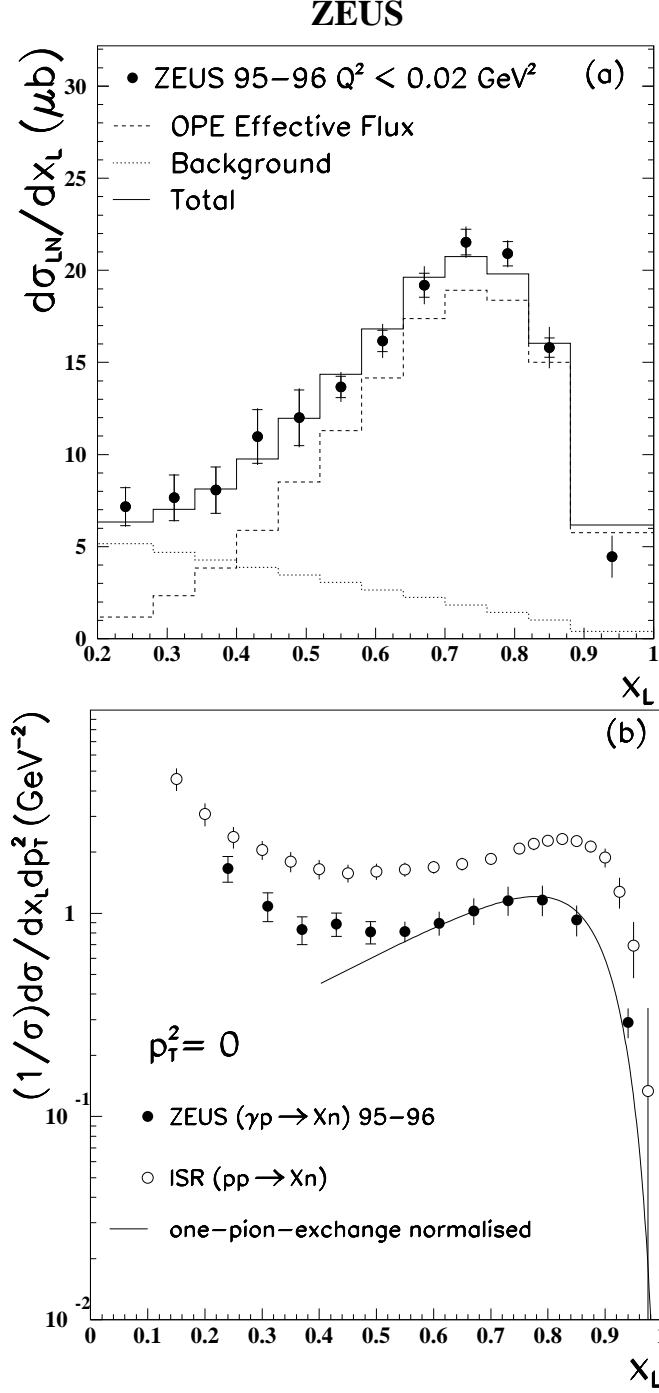 ZEUS
ZEUS 95−96 Q² < 0.02 GeV²
(a)
OPE Effective Flux
Background
Total
dσ_LN/dx_L (μb)
30
25
20
15
10
5
0
0.2 0.3 0.4 0.5 0.6 0.7 0.8 0.9 1
x_L
(b)
(1/σ)dσ/dx_Ldp_T² (GeV⁻²)
1
10⁻¹
10⁻²
p_T² = 0
ZEUS (γp → Xn) 95−96
ISR (pp → Xn)
one−pion−exchange normalised
0 0.1 0.2 0.3 0.4 0.5 0.6 0.7 0.8 0.9 1
x_L